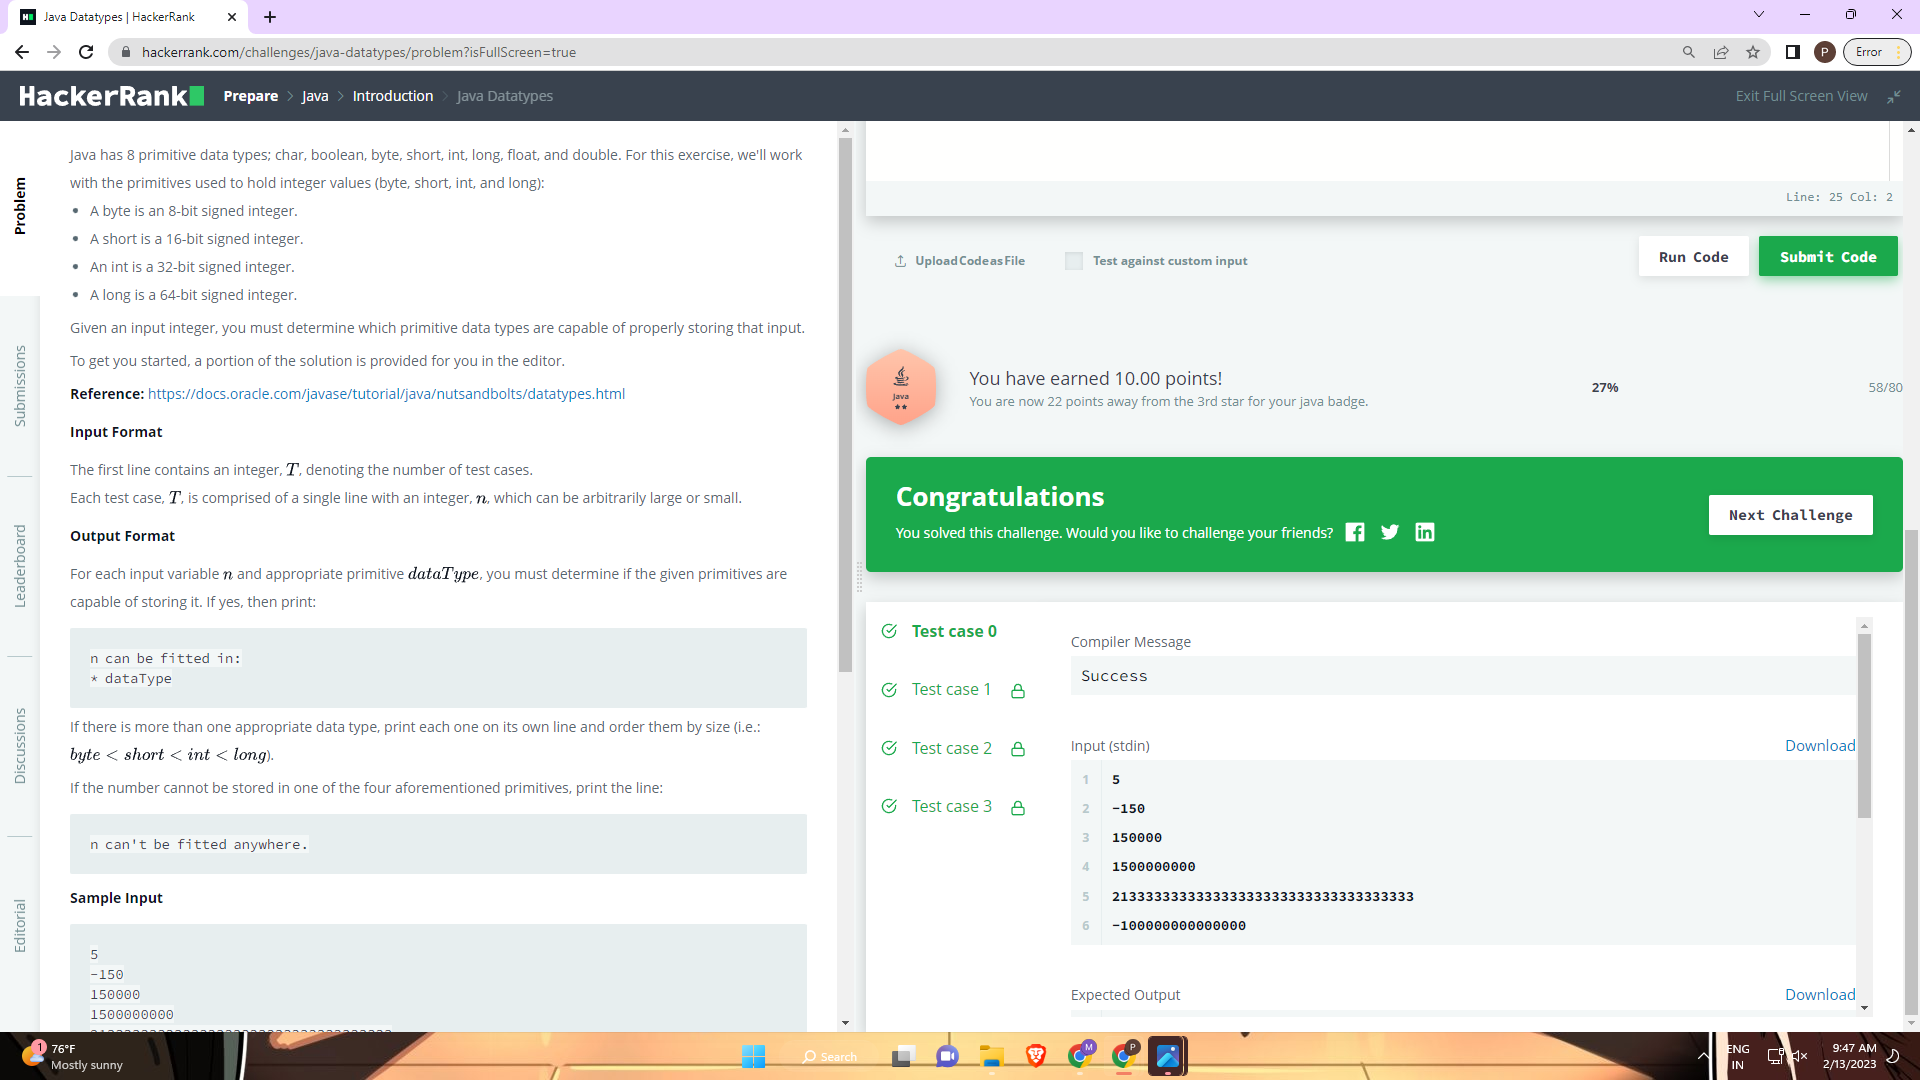 Java Datatypes | HackerRank
hackerrank.com/challenges/java-datatypes/problem?isFullScreen=true
P
Error
HackerRank
Prepare > Java > Introduction > Java Datatypes
Exit Full Screen View
Problem
Submissions
Leaderboard
Discussions
Editorial
Java has 8 primitive data types; char, boolean, byte, short, int, long, float, and double. For this exercise, we'll work
with the primitives used to hold integer values (byte, short, int, and long):
• A byte is an 8-bit signed integer.
• A short is a 16-bit signed integer.
• An int is a 32-bit signed integer.
• A long is a 64-bit signed integer.
Given an input integer, you must determine which primitive data types are capable of properly storing that input.
To get you started, a portion of the solution is provided for you in the editor.
Reference: https://docs.oracle.com/javase/tutorial/java/nutsandbolts/datatypes.html
Input Format
The first line contains an integer, T, denoting the number of test cases.
Each test case, T, is comprised of a single line with an integer, n, which can be arbitrarily large or small.
Output Format
For each input variable n and appropriate primitive dataType, you must determine if the given primitives are
capable of storing it. If yes, then print:
n can be fitted in:
* dataType
If there is more than one appropriate data type, print each one on its own line and order them by size (i.e.:
byte < short < int < long).
If the number cannot be stored in one of the four aforementioned primitives, print the line:
n can't be fitted anywhere.
Sample Input
5
-150
150000
1500000000
Line: 25 Col: 2
Upload Code as File
Test against custom input
Run Code
Submit Code
Java
You have earned 10.00 points!
You are now 22 points away from the 3rd star for your java badge.
27%
58/80
Congratulations
You solved this challenge. Would you like to challenge your friends?
Next Challenge
Test case 0
Test case 1
Test case 2
Test case 3
Compiler Message
Success
Input (stdin)
Download
1 5
2 -150
3 150000
4 1500000000
5 213333333333333333333333333333333333
6 -100000000000000
Expected Output
Download
1
76°F
Mostly sunny
Search
M
P
ENG
IN
9:47 AM
2/13/2023